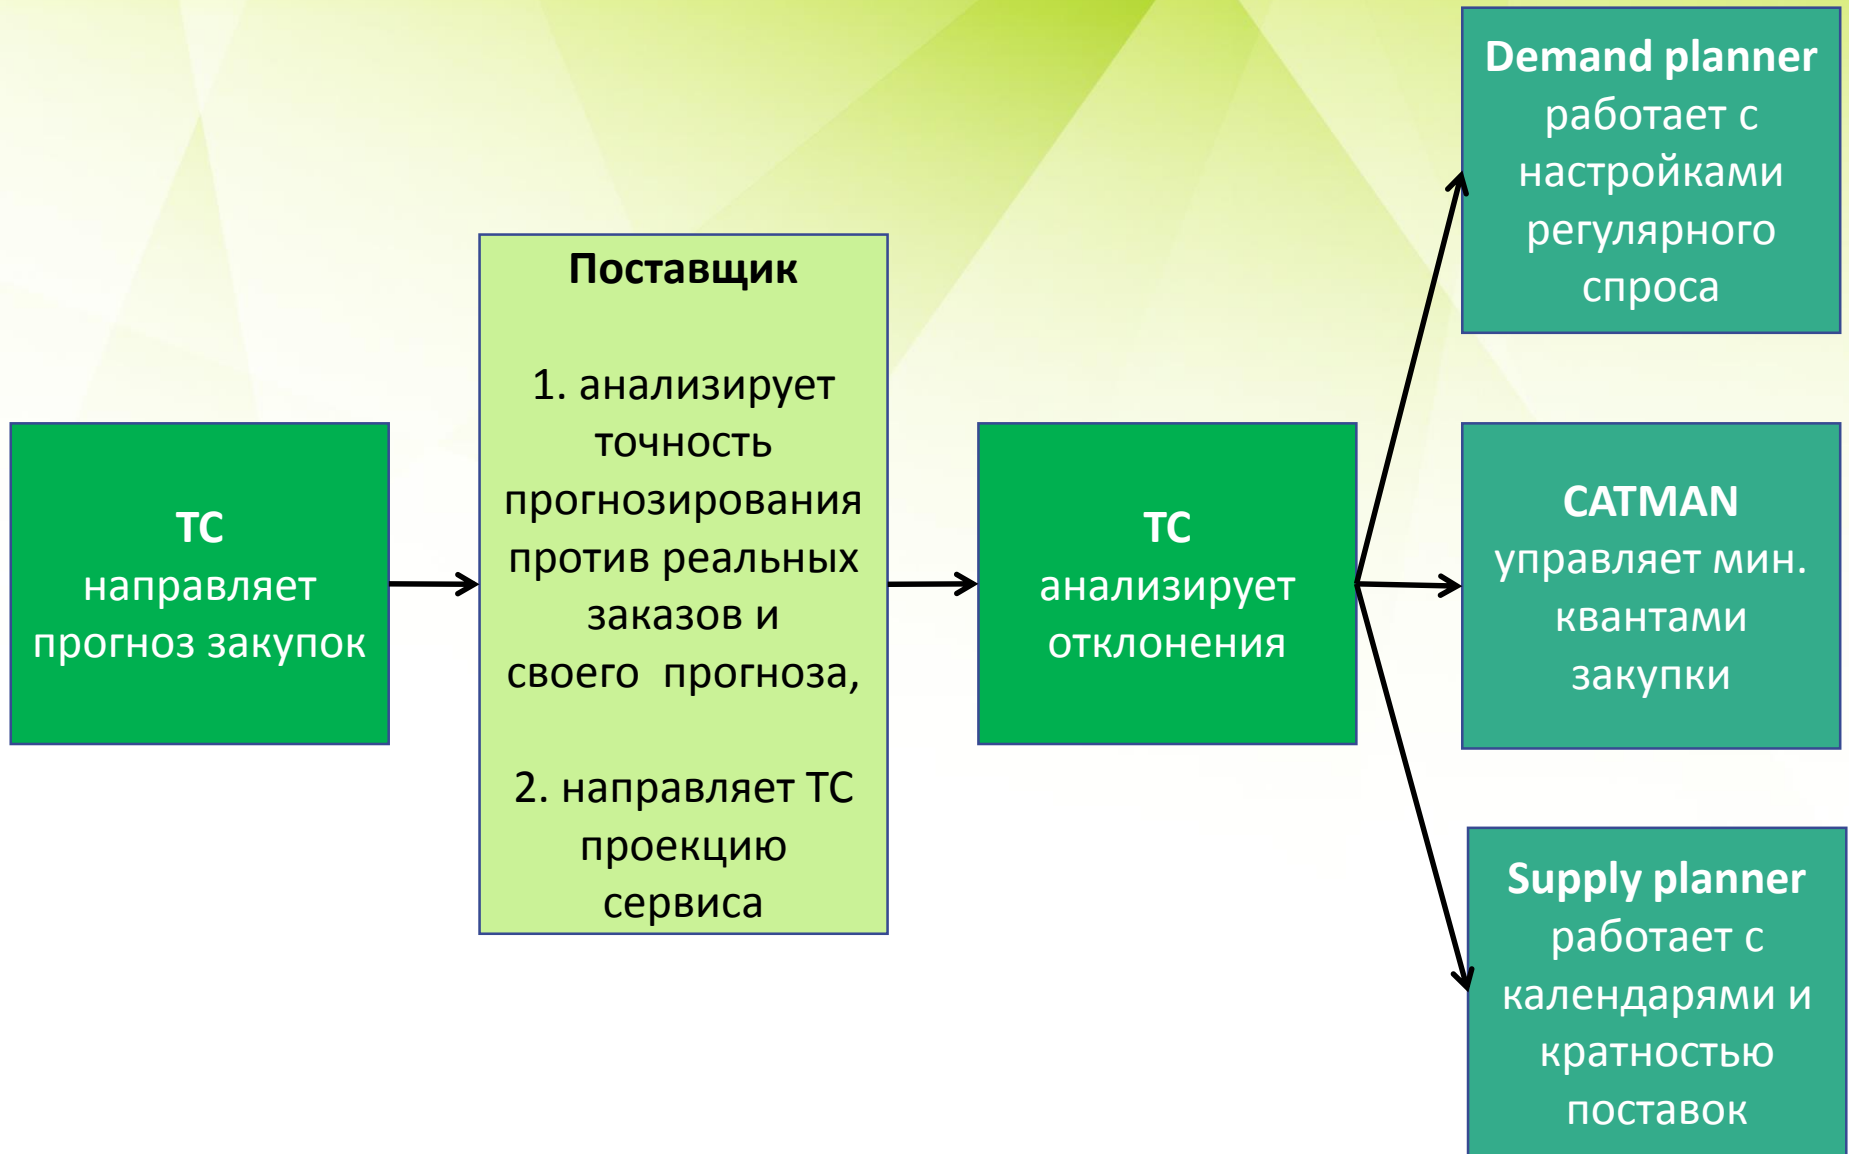 ТС
направляет
прогноз закупок
Поставщик
1. анализирует
точность
прогнозирования
против реальных
заказов и
своего  прогноза,
2. направляет ТС
проекцию
сервиса
ТС
анализирует
отклонения
Demand planner
работает с
настройками
регулярного
спроса
CATMAN
управляет мин.
квантами
закупки
Supply planner
работает с
календарями и
кратностью
поставок